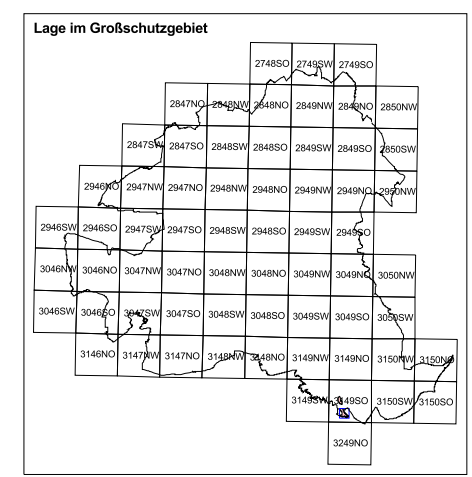 Lage im Großschutzgebiet
2748SO 2749SW 2749SO
2847NO 2848NW 2848NO 2849NW 2849NO 2850NW
2847SW 2847SO 2848SW 2848SO 2849SW 2849SO 2850SW
2946NO 2947NW 2947NO 2948NW 2948NO 2949NW 2949NO 2950NW
2946SW 2946SO 2947SW 2947SO 2948SW 2948SO 2949SW 2949SO
3046NW 3046NO 3047NW 3047NO 3048NW 3048NO 3049NW 3049NO 3050NW
3046SW 3046SO 3047SW 3047SO 3048SW 3048SO 3049SW 3049SO 3050SW
3146NO 3147NW 3147NO 3148NW 3148NO 3149NW 3149NO 3150NW 3150NO
3149SW 3149SO 3150SW 3150SO
3249NO